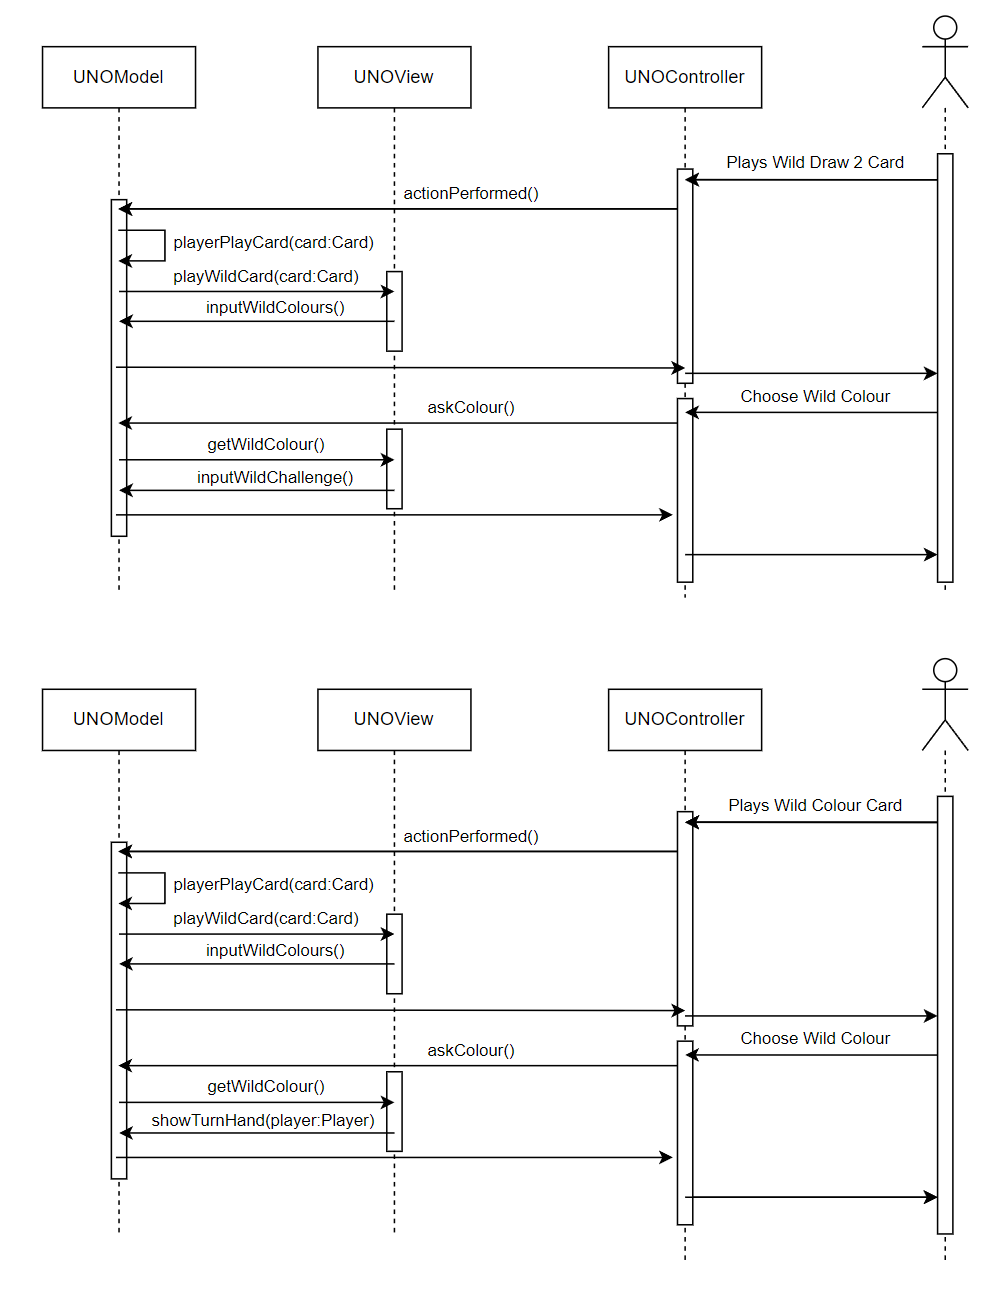 UNOModel
UNOView
UNOController
Plays Wild Draw 2 Card
actionPerformed()
playerPlayCard(card:Card)
playWildCard(card:Card)
inputWildColours()
Choose Wild Colour
askColour()
getWildColour()
inputWildChallenge()
UNOModel
UNOView
UNOController
Plays Wild Colour Card
actionPerformed()
playerPlayCard(card:Card)
playWildCard(card:Card)
inputWildColours()
Choose Wild Colour
askColour()
getWildColour()
showTurnHand(player:Player)